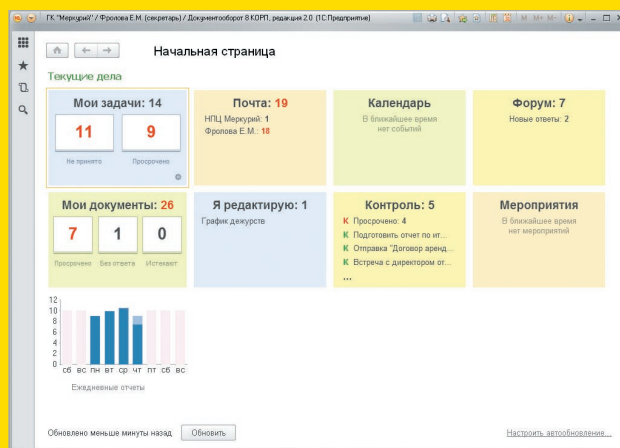 ГК "Меркурий" / Фролова Е.М. (секретарь) / Документооборот 8 КОРП, редакция 2.0 (1С:Предприятие)
M M+ M-
Начальная страница
Текущие дела
Мои задачи: 14
11 9
Не принято Просрочено
Почта: 19
НПЦ Меркурий: 1
Фролова Е.М.: 18
Календарь
В ближайшее время
нет событий
Форум: 7
Новые ответы: 2
Мои документы: 26
7 1 0
Просрочено Без ответа Истекают
Я редактирую: 1
График дежурств
Контроль: 5
К Просрочено: 4
К Подготовить отчет по ит...
К Отправка "Договор аренд...
К Встреча с директором от...
...
Мероприятия
В ближайшее время
нет мероприятий
12
10
8
6
4
2
0
сб вс пн вт ср чт пт сб вс
Ежедневные отчеты
Обновлено меньше минуты назад Обновить Настроить автообновление...